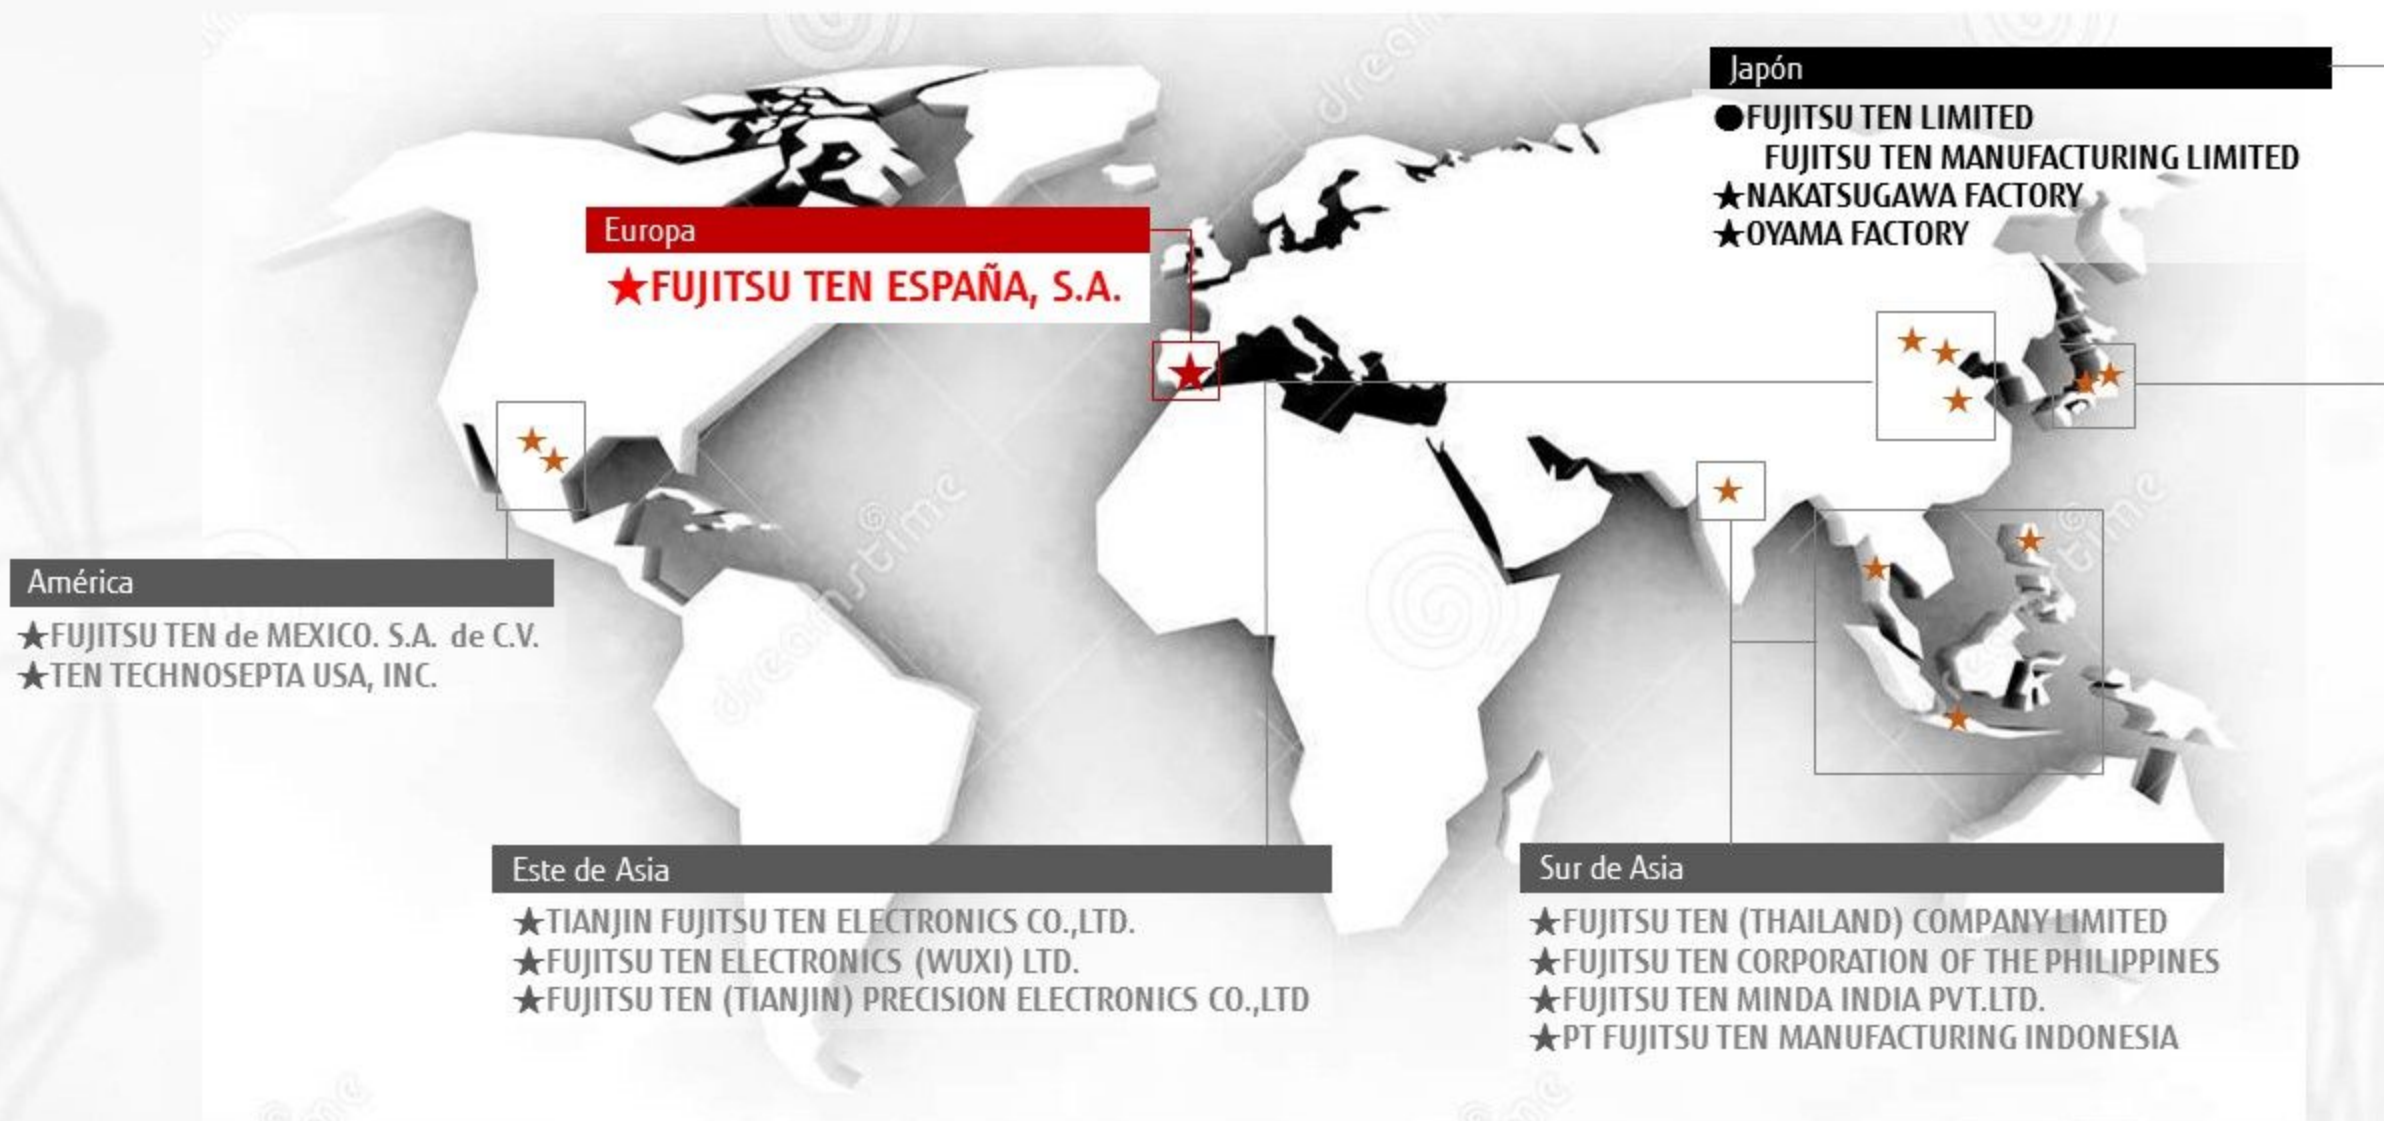 Japón
●FUJITSU TEN LIMITED
FUJITSU TEN MANUFACTURING LIMITED
★NAKATSUGAWA FACTORY
★OYAMA FACTORY
Europa
★FUJITSU TEN ESPAÑA, S.A.
América
★FUJITSU TEN de MEXICO. S.A. de C.V.
★TEN TECHNOSEPTA USA, INC.
Este de Asia
★TIANJIN FUJITSU TEN ELECTRONICS CO.,LTD.
★FUJITSU TEN ELECTRONICS (WUXI) LTD.
★FUJITSU TEN (TIANJIN) PRECISION ELECTRONICS CO.,LTD
Sur de Asia
★FUJITSU TEN (THAILAND) COMPANY LIMITED
★FUJITSU TEN CORPORATION OF THE PHILIPPINES
★FUJITSU TEN MINDA INDIA PVT.LTD.
★PT FUJITSU TEN MANUFACTURING INDONESIA
dreamstime